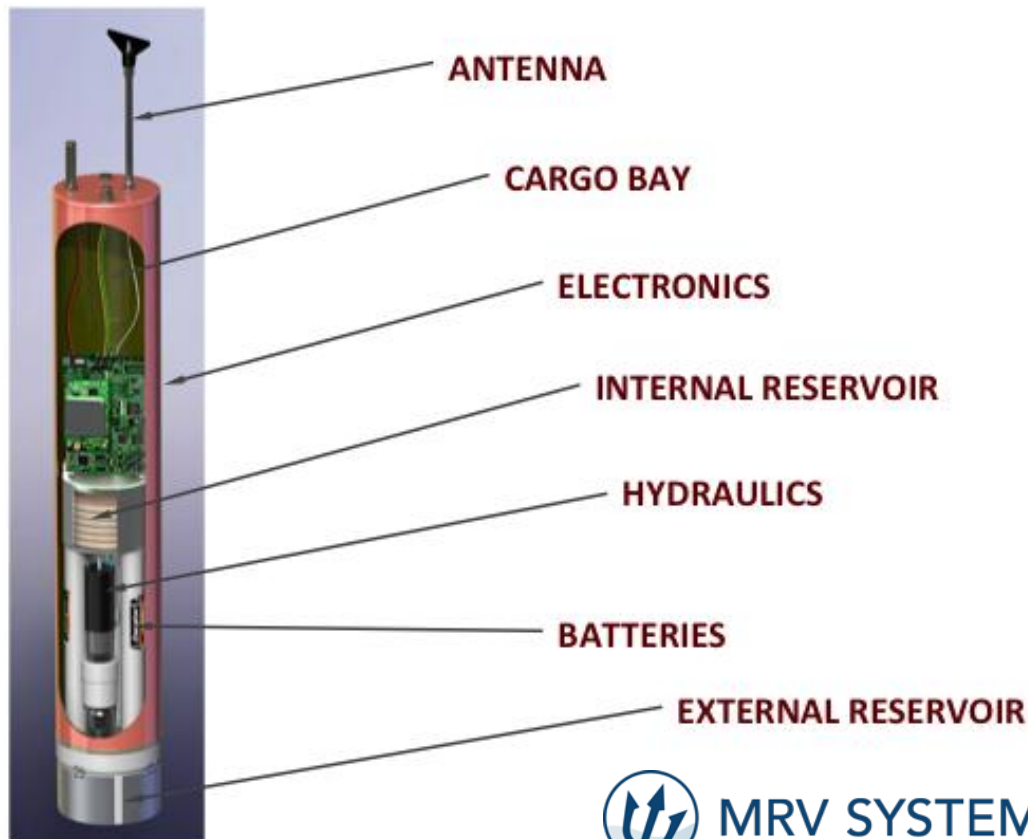 ANTENNA
CARGO BAY
ELECTRONICS
INTERNAL RESERVOIR
HYDRAULICS
BATTERIES
EXTERNAL RESERVOIR
MRV SYSTEM